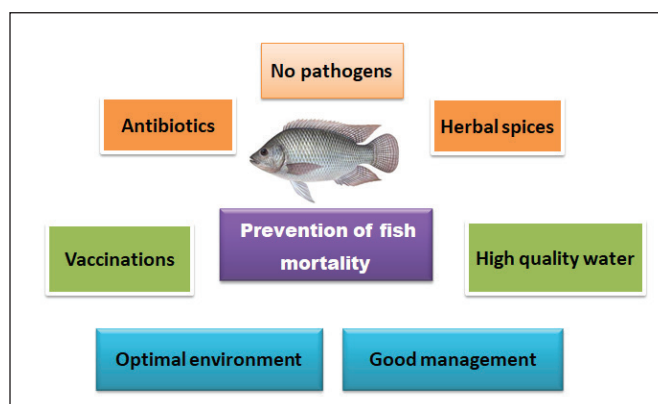 No pathogens
Antibiotics
Herbal spices
Prevention of fish
mortality
Vaccinations
High quality water
Optimal environment
Good management